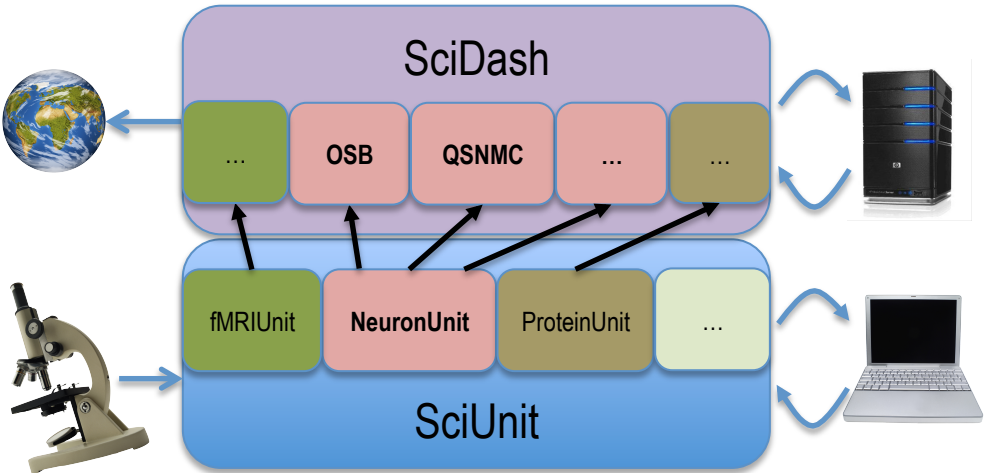 SciDash
...
OSB
QSNMC
...
...
fMRIUnit
NeuronUnit
ProteinUnit
...
SciUnit